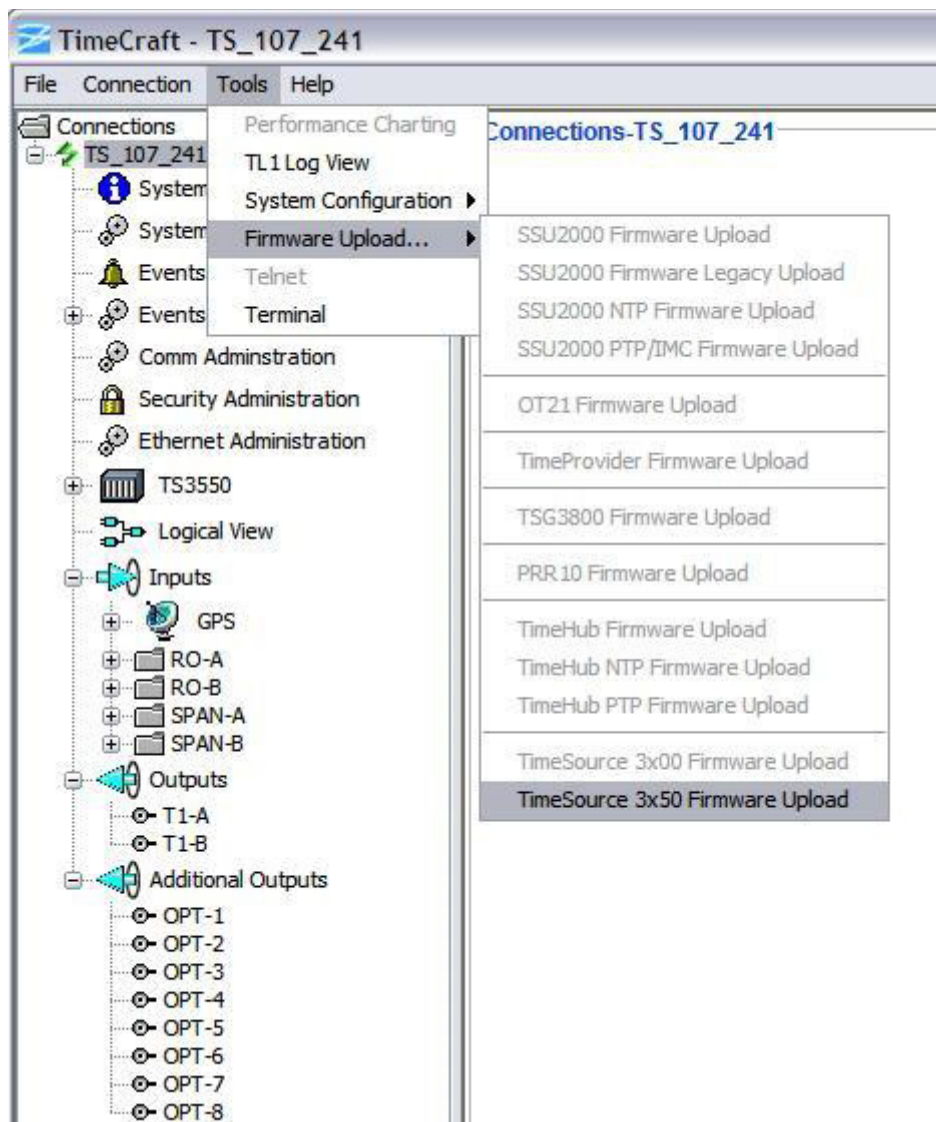 TimeCraft - TS_107_241
File Connection Tools Help
Connections
TS_107_241
System
System
Events
Events
Comm Adminstration
Security Administration
Ethernet Administration
TS3550
Logical View
Inputs
GPS
RO-A
RO-B
SPAN-A
SPAN-B
Outputs
T1-A
T1-B
Additional Outputs
OPT-1
OPT-2
OPT-3
OPT-4
OPT-5
OPT-6
OPT-7
OPT-8
Performance Charting
TL1 Log View
System Configuration
Firmware Upload...
Telnet
Terminal
Connections-TS_107_241
SSU2000 Firmware Upload
SSU2000 Firmware Legacy Upload
SSU2000 NTP Firmware Upload
SSU2000 PTP/IMC Firmware Upload
OT21 Firmware Upload
TimeProvider Firmware Upload
TSG3800 Firmware Upload
PRR10 Firmware Upload
TimeHub Firmware Upload
TimeHub NTP Firmware Upload
TimeHub PTP Firmware Upload
TimeSource 3x00 Firmware Upload
TimeSource 3x50 Firmware Upload